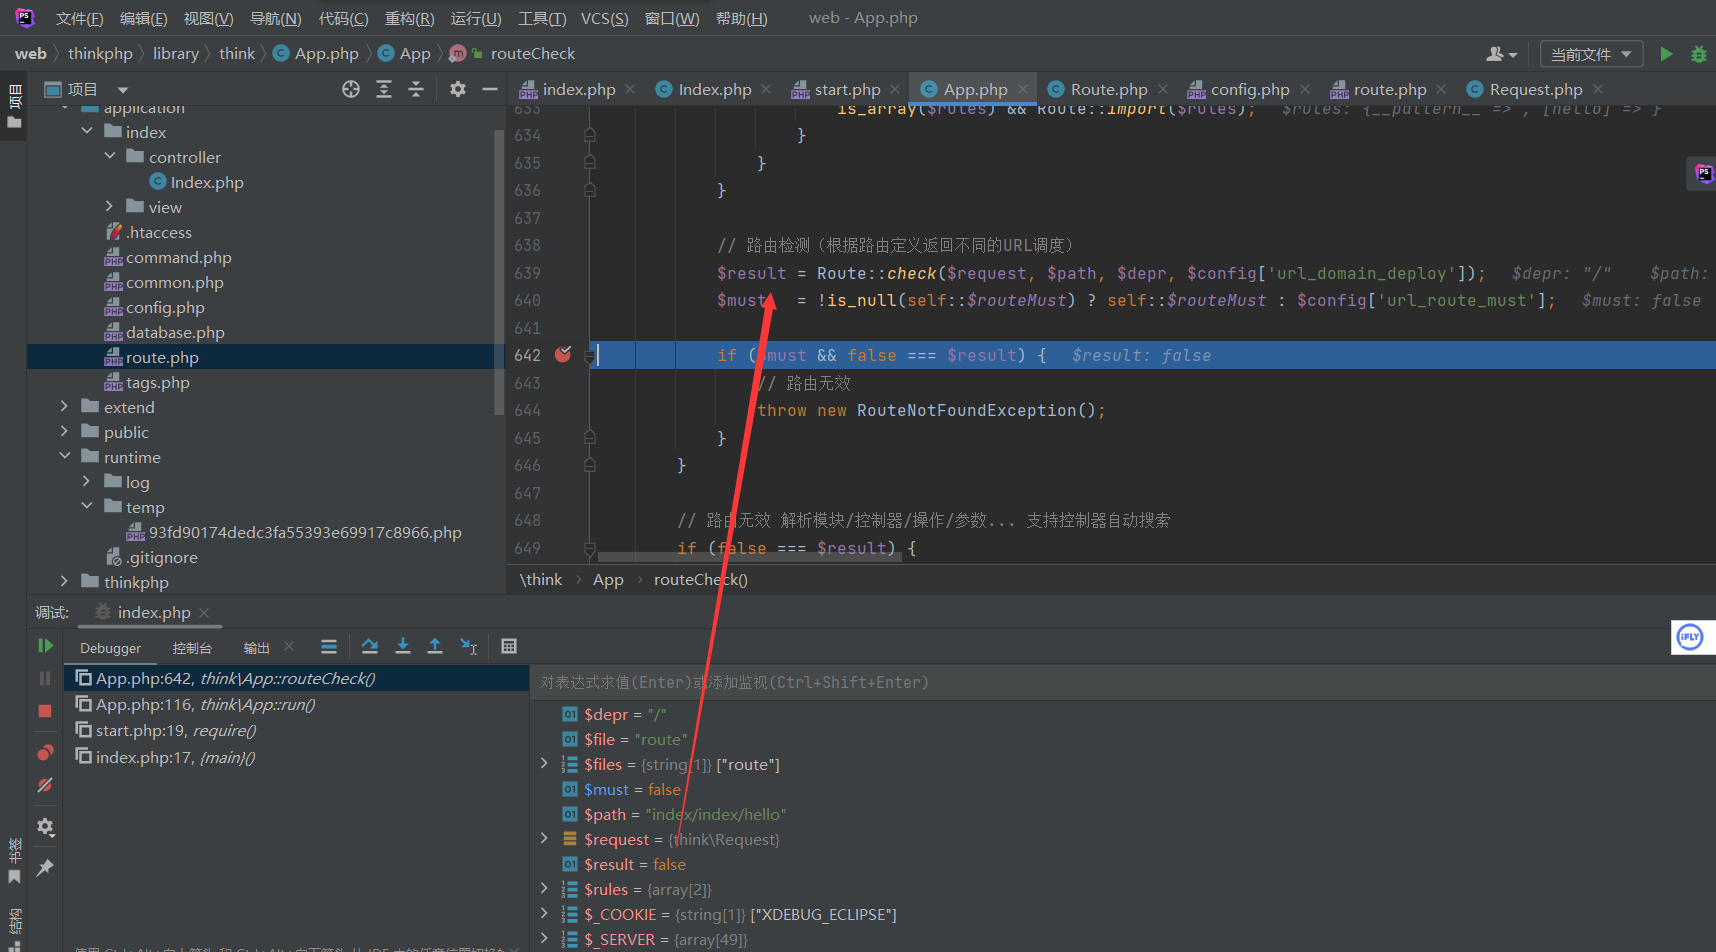 文件(F) 编辑(E) 视图(V) 导航(N) 代码(C) 重构(R) 运行(U) 工具(T) VCS(S) 窗口(W) 帮助(H) web - App.php
web thinkphp library think App.php App routeCheck
当前文件
项目
项目
index.php Index.php start.php App.php Route.php config.php route.php Request.php
application
index
controller
Index.php
view
.htaccess
command.php
common.php
config.php
database.php
route.php
tags.php
extend
public
runtime
log
temp
93fd90174dedc3fa55393e69917c8966.php
.gitignore
thinkphp
633 is_array($rules) && Route::import($rules); $rules: {__pattern__ => , [hello] => }
634 }
635 }
636 }
637
638 // 路由检测（根据路由定义返回不同的URL调度）
639 $result = Route::check($request, $path, $depr, $config['url_domain_deploy']); $depr: "/" $path:
640 $must = !is_null(self::$routeMust) ? self::$routeMust : $config['url_route_must']; $must: false
641
642 if ($must && false === $result) { $result: false
643 // 路由无效
644 throw new RouteNotFoundException();
645 }
646 }
647
648 // 路由无效 解析模块/控制器/操作/参数... 支持控制器自动搜索
649 if (false === $result) {
\think App routeCheck()
调试: index.php
Debugger 控制台 输出
App.php:642, think\App::routeCheck()
App.php:116, think\App::run()
start.php:19, require()
index.php:17, {main}()
对表达式求值(Enter)或添加监视(Ctrl+Shift+Enter)
$depr = "/"
$file = "route"
$files = {string[1]} ["route"]
$must = false
$path = "index/index/hello"
$request = {think\Request}
$result = false
$rules = {array[2]}
$_COOKIE = {string[1]} ["XDEBUG_ECLIPSE"]
$_SERVER = {array[49]}
书签
结构
iFLY